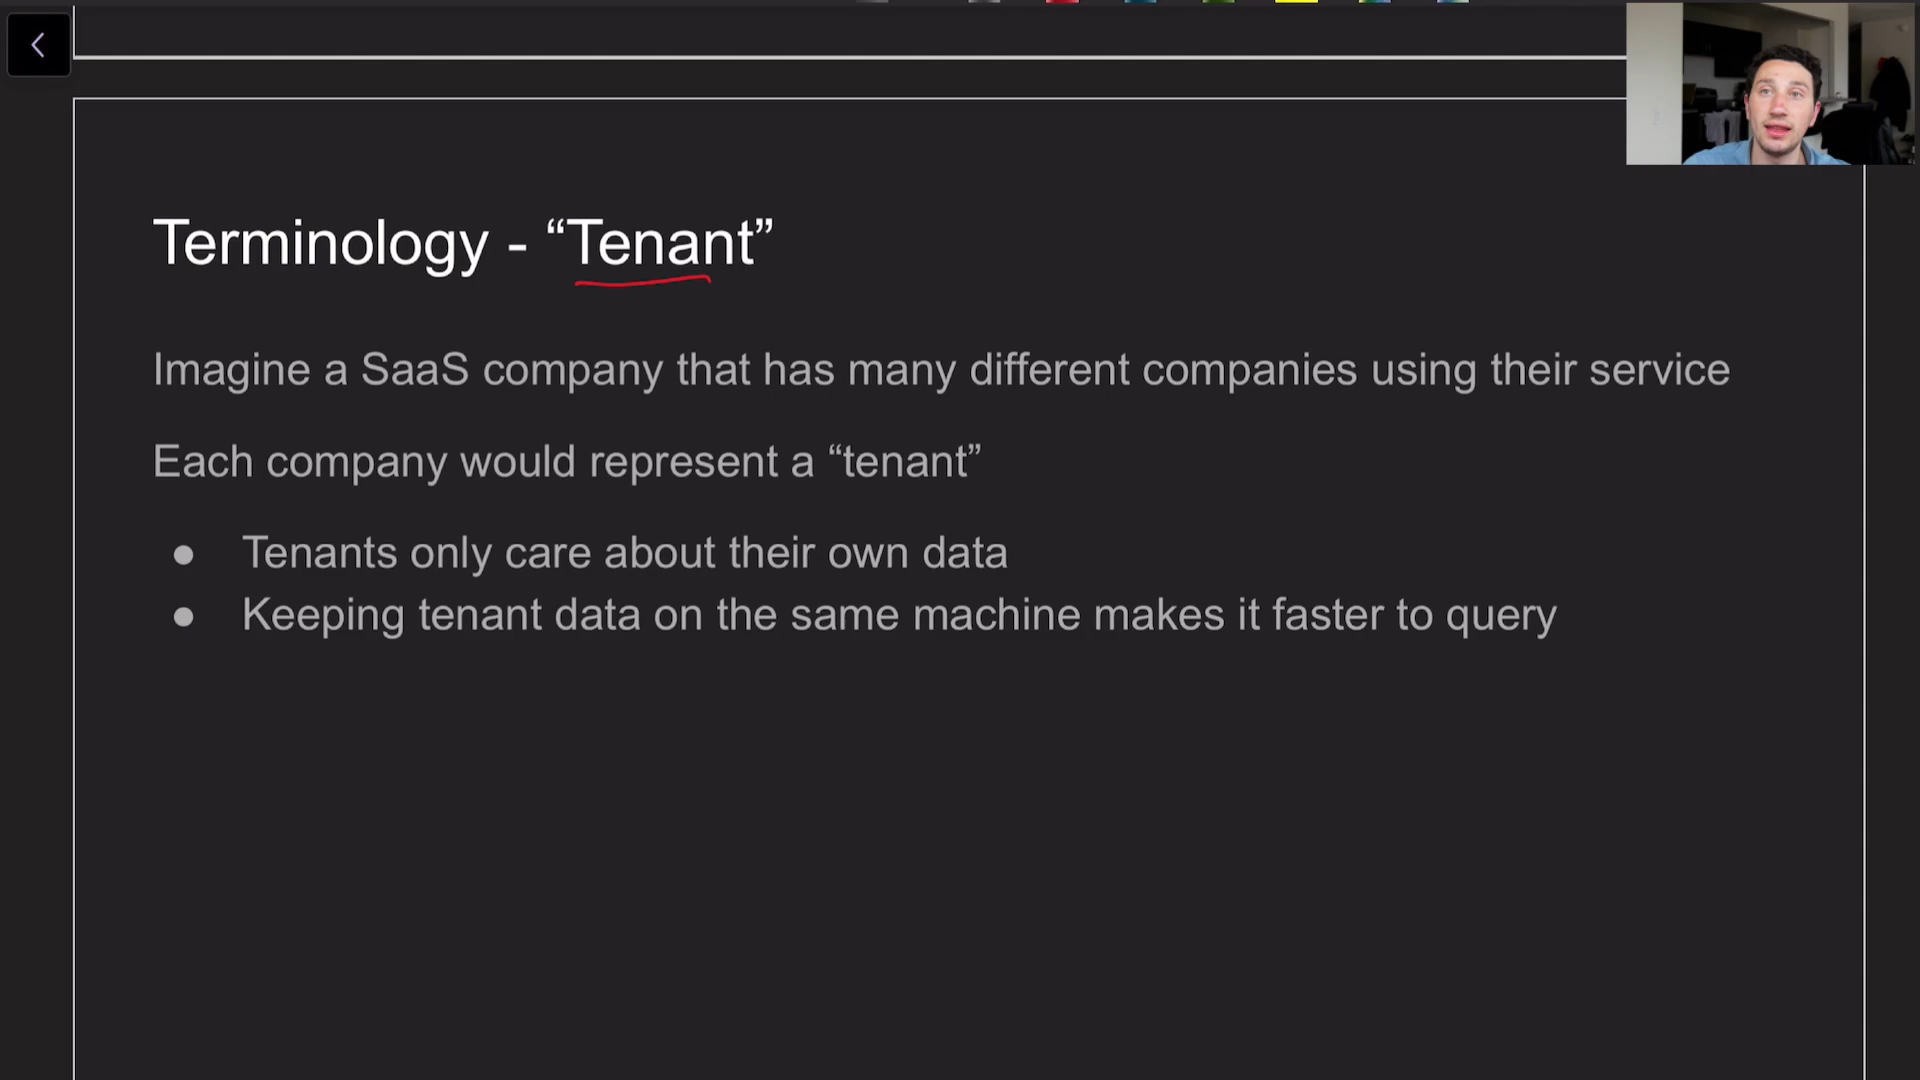 Terminology - “Tenant”
Imagine a SaaS company that has many different companies using their service
Each company would represent a “tenant”
● Tenants only care about their own data
● Keeping tenant data on the same machine makes it faster to query